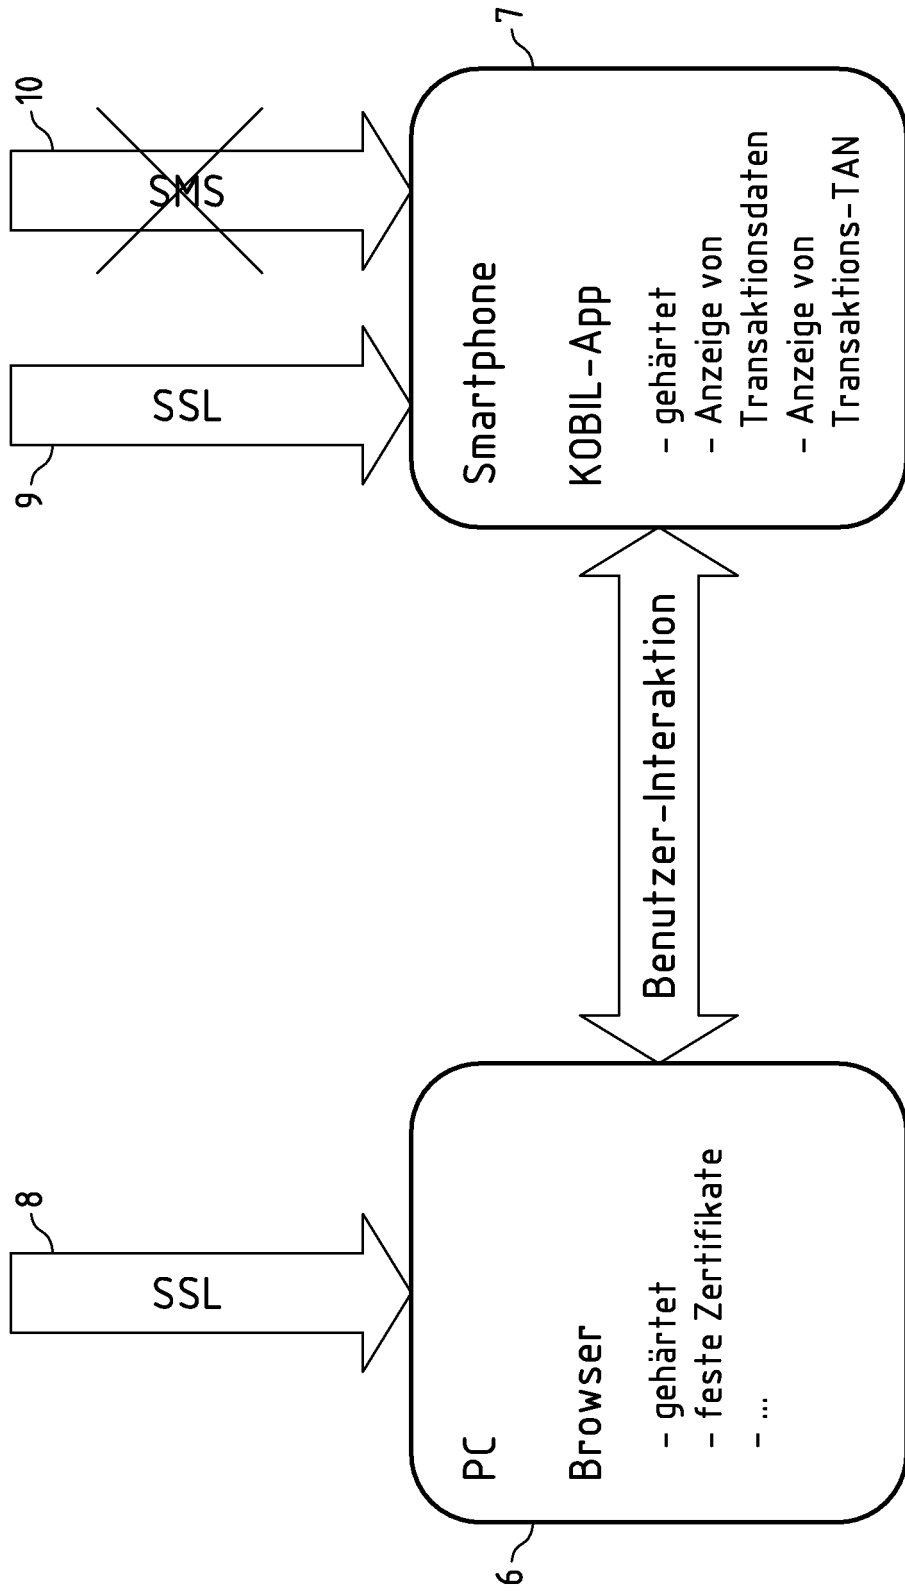 8
SSL
9
SSL
10
SMS
6
PC
Browser
- gehärtet
- feste Zertifikate
- ...
Benutzer-Interaktion
7
Smartphone
KOBIL-App
- gehärtet
- Anzeige von
Transaktionsdaten
- Anzeige von
Transaktions-TAN